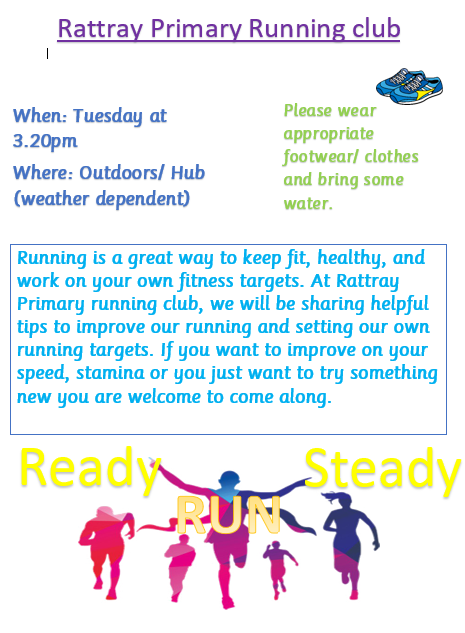 Rattray Primary Running club
When: Tuesday at
3.20pm
Where: Outdoors/ Hub
(weather dependent)
Please wear
appropriate
footwear/ clothes
and bring some
water.
Running is a great way to keep fit, healthy, and
work on your own fitness targets. At Rattray
Primary running club, we will be sharing helpful
tips to improve our running and setting our own
running targets. If you want to improve on your
speed, stamina or you just want to try something
new you are welcome to come along.
Ready Steady
RUN